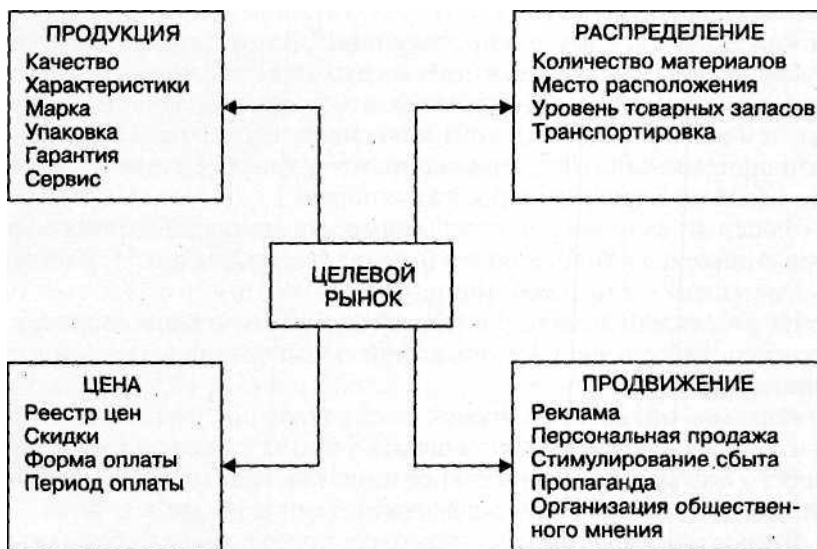 ПРОДУКЦИЯ
Качество
Характеристики
Марка
Упаковка
Гарантия
Сервис
РАСПРЕДЕЛЕНИЕ
Количество материалов
Место расположения
Уровень товарных запасов
Транспортировка
ЦЕЛЕВОЙ
РЫНОК
ЦЕНА
Реестр цен
Скидки
Форма оплаты
Период оплаты
ПРОДВИЖЕНИЕ
Реклама
Персональная продажа
Стимулирование сбыта
Пропаганда
Организация обществен-
ного мнения